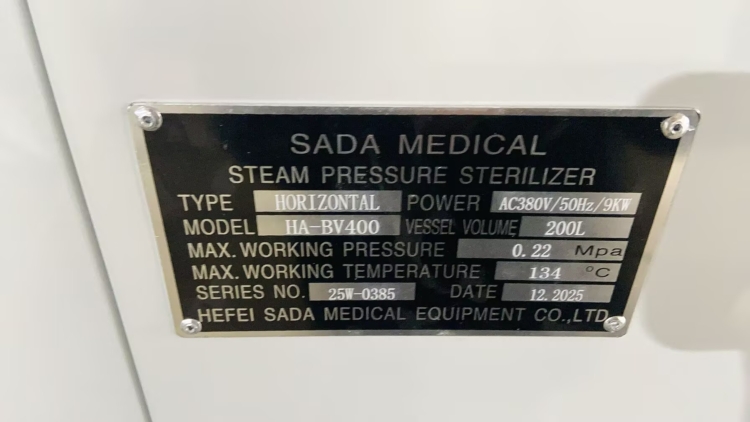 SADA MEDICAL
STEAM PRESSURE STERILIZER
TYPE HORIZONTAL POWER AC380V/50Hz/9KW
MODEL HA-BV400 VESSEL VOLUME 200L
MAX. WORKING PRESSURE 0.22 Mpa
MAX. WORKING TEMPERATURE 134 °C
SERIES NO. 25W-0385 DATE 12.2025
HEFEI SADA MEDICAL EQUIPMENT CO.,LTD